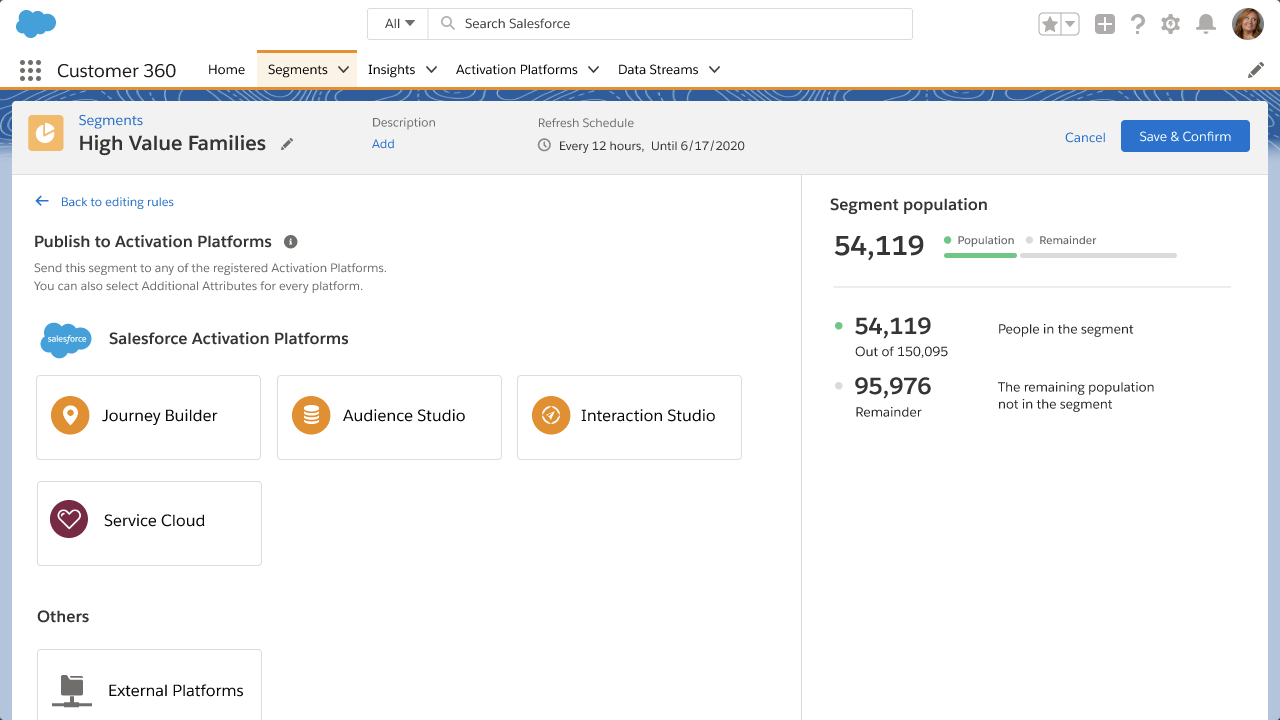 All
Search Salesforce
Customer 360
Home
Segments
Insights
Activation Platforms
Data Streams
Segments
High Value Families
Description
Add
Refresh Schedule
Every 12 hours, Until 6/17/2020
Cancel
Save & Confirm
Back to editing rules
Publish to Activation Platforms
Send this segment to any of the registered Activation Platforms.
You can also select Additional Attributes for every platform.
salesforce
Salesforce Activation Platforms
Journey Builder
Audience Studio
Interaction Studio
Service Cloud
Others
External Platforms
Segment population
54,119
Population
Remainder
54,119
People in the segment
Out of 150,095
95,976
The remaining population
not in the segment
Remainder